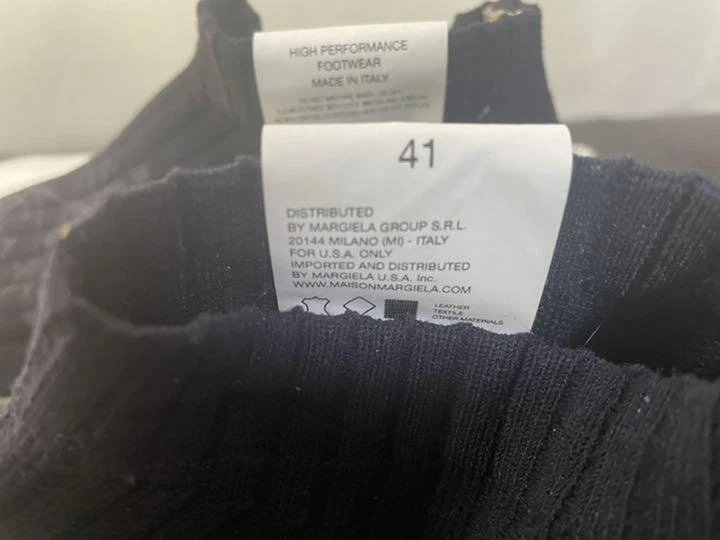 HIGH PERFORMANCE
FOOTWEAR
MADE IN ITALY
41
DISTRIBUTED
BY MARGIELA GROUP S.R.L.
20144 MILANO (MI) - ITALY
FOR U.S.A. ONLY
IMPORTED AND DISTRIBUTED
BY MARGIELA U.S.A. Inc.
WWW.MAISONMARGIELA.COM
LEATHER
TEXTILE
OTHER MATERIALS